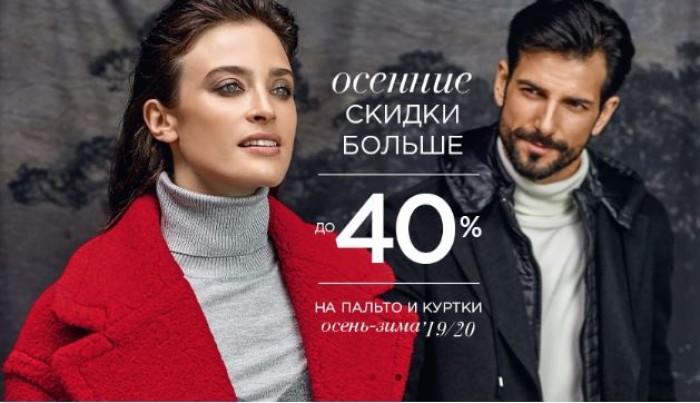 осенние
СКИДКИ
БОЛЬШЕ
ДО 40%
НА ПАЛЬТО И КУРТКИ
осень-зима'19/20